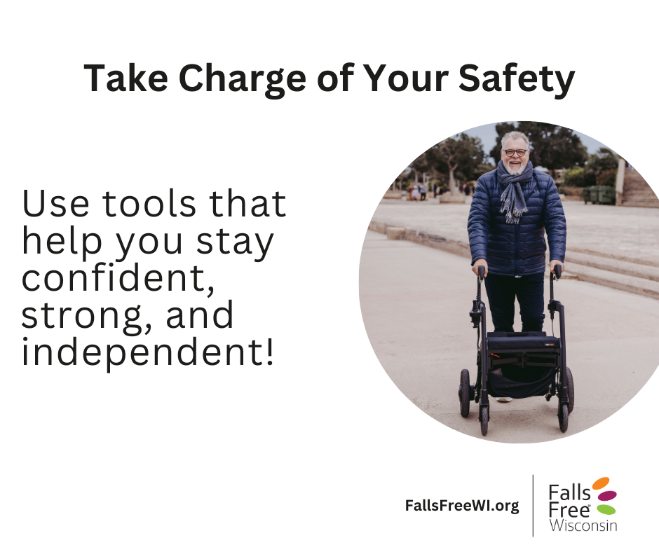 Take Charge of Your Safety
Use tools that
help you stay
confident,
strong, and
independent!
FallsFreeWI.org
Falls
Free
Wisconsin